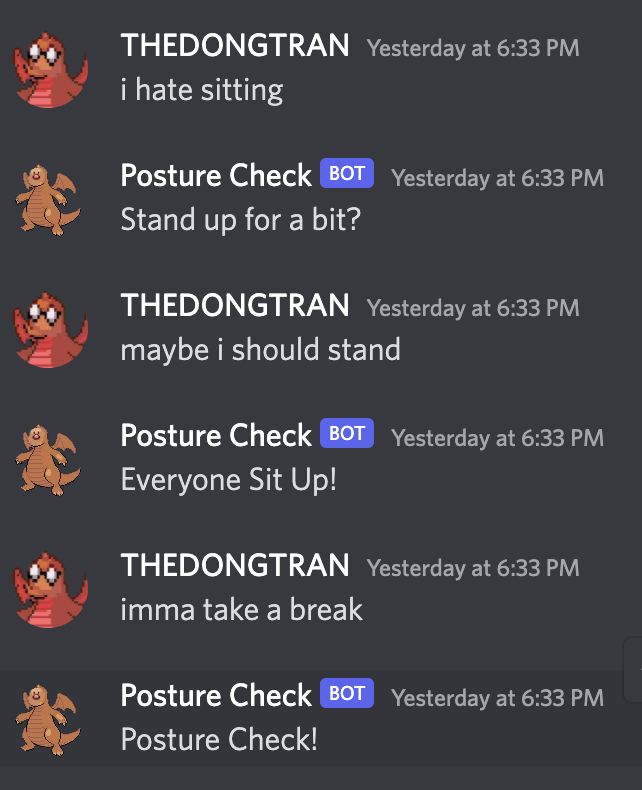 THEDONGTRAN Yesterday at 6:33 PM
i hate sitting
Posture Check BOT Yesterday at 6:33 PM
Stand up for a bit?
THEDONGTRAN Yesterday at 6:33 PM
maybe i should stand
Posture Check BOT Yesterday at 6:33 PM
Everyone Sit Up!
THEDONGTRAN Yesterday at 6:33 PM
imma take a break
Posture Check BOT Yesterday at 6:33 PM
Posture Check!